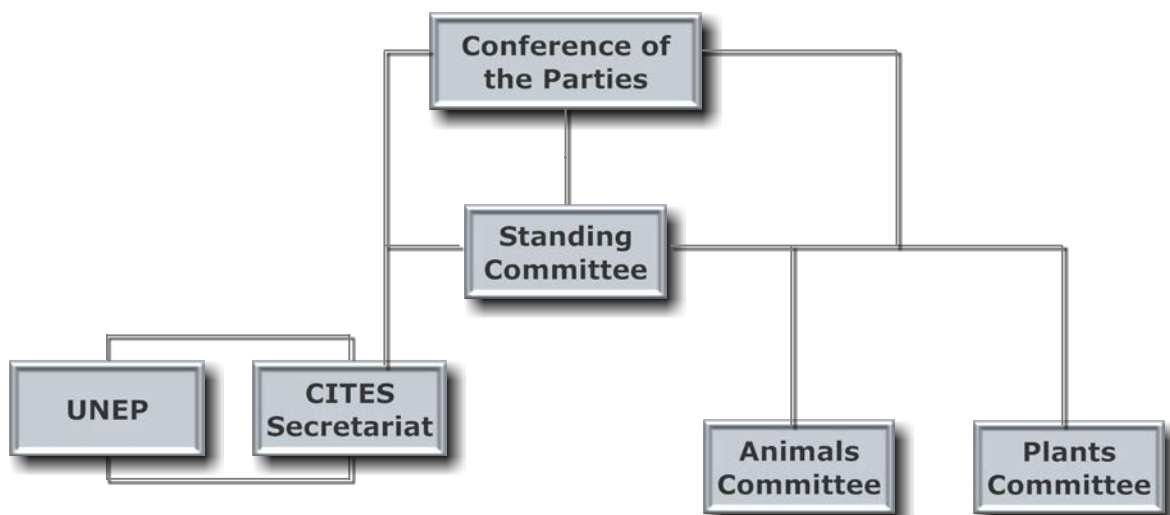 Conference of
the Parties
Standing
Committee
UNEP
CITES
Secretariat
Animals
Committee
Plants
Committee